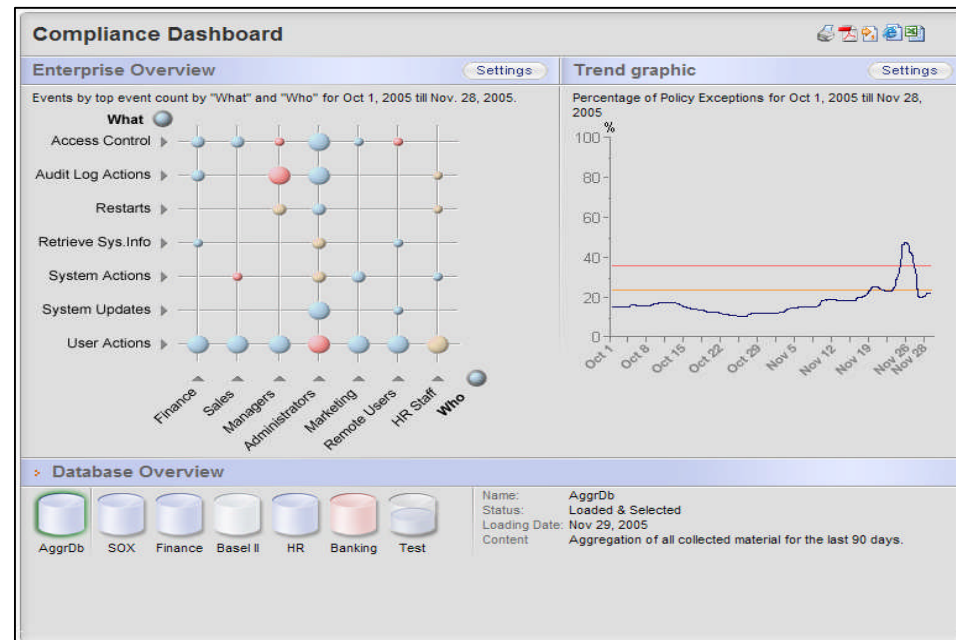 Compliance Dashboard
Enterprise Overview
Settings
Events by top event count by "What" and "Who" for Oct 1, 2005 till Nov. 28, 2005.
What
Access Control
Audit Log Actions
Restarts
Retrieve Sys.Info
System Actions
System Updates
User Actions
Finance
Sales
Managers
Administrators
Marketing
Remote Users
HR Staff
Who
Trend graphic
Settings
Percentage of Policy Exceptions for Oct 1, 2005 till Nov 28,
2005
%
100
80
60
40
20
0
Oct 1
Oct 8
Oct 15
Oct 22
Oct 29
Nov 5
Nov 12
Nov 19
Nov 26
Nov 28
Database Overview
AggrDb
SOX
Finance
Basel II
HR
Banking
Test
Name: AggrDb
Status: Loaded & Selected
Loading Date: Nov 29, 2005
Content Aggregation of all collected material for the last 90 days.